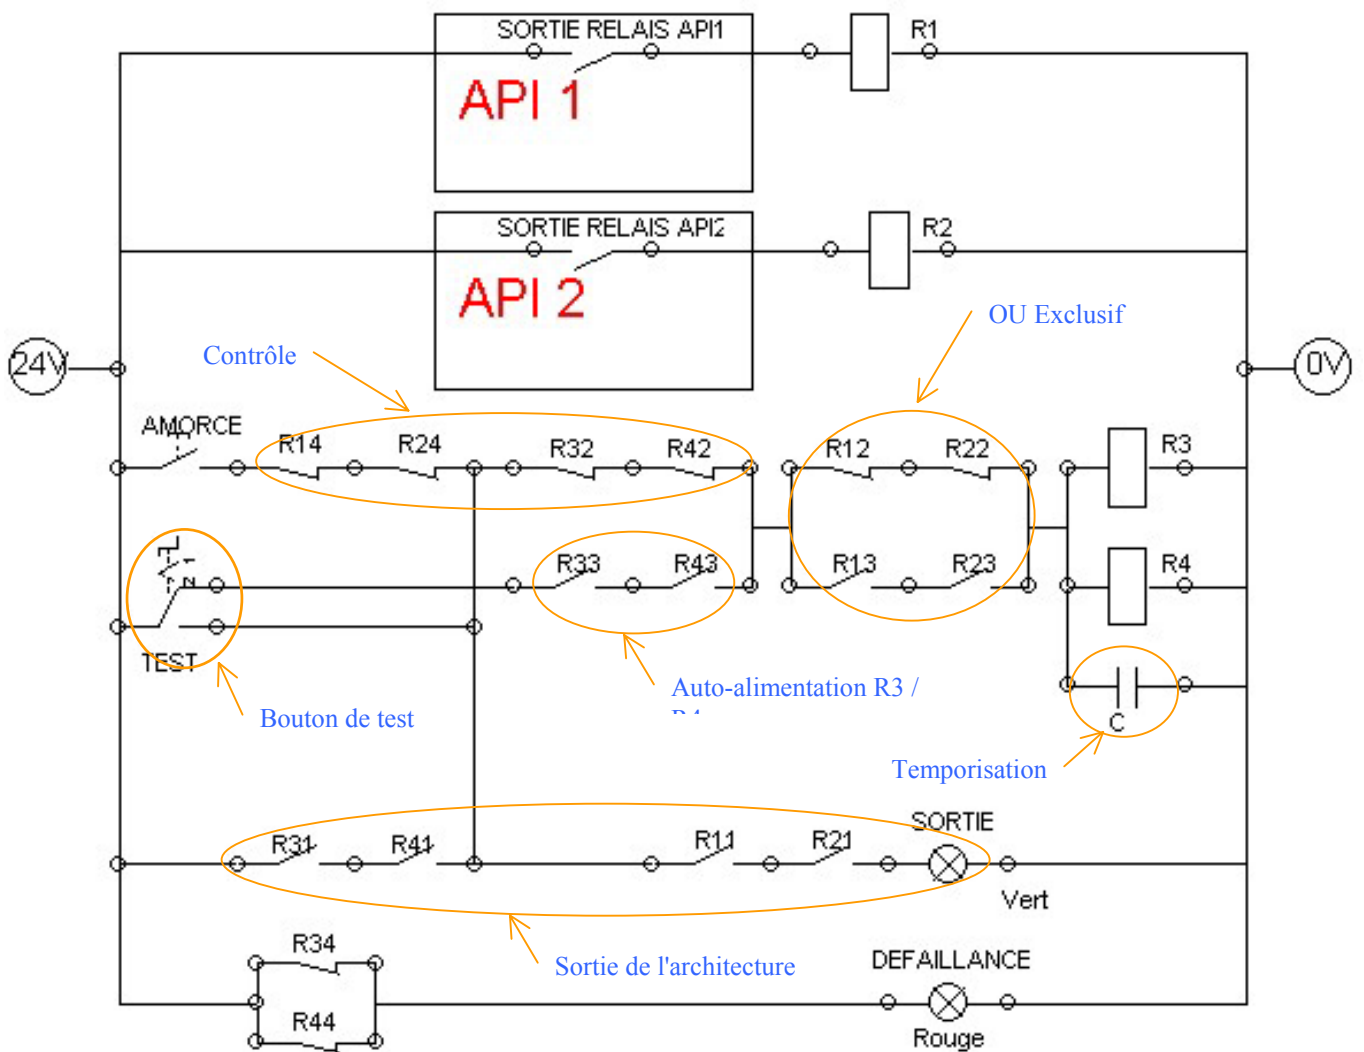 SORTIE RELAIS API1
R1
API 1
SORTIE RELAIS API2
R2
API 2
OU Exclusif
Contrôle
24V
0V
AMORCE
R14
R24
R32
R42
R12
R22
R3
1
2
R33
R43
R13
R23
R4
TEST
Auto-alimentation R3 /
Bouton de test
C
Temporisation
R31
R41
R11
R21
SORTIE
Vert
R34
Sortie de l'architecture
DEFAILLANCE
R44
Rouge